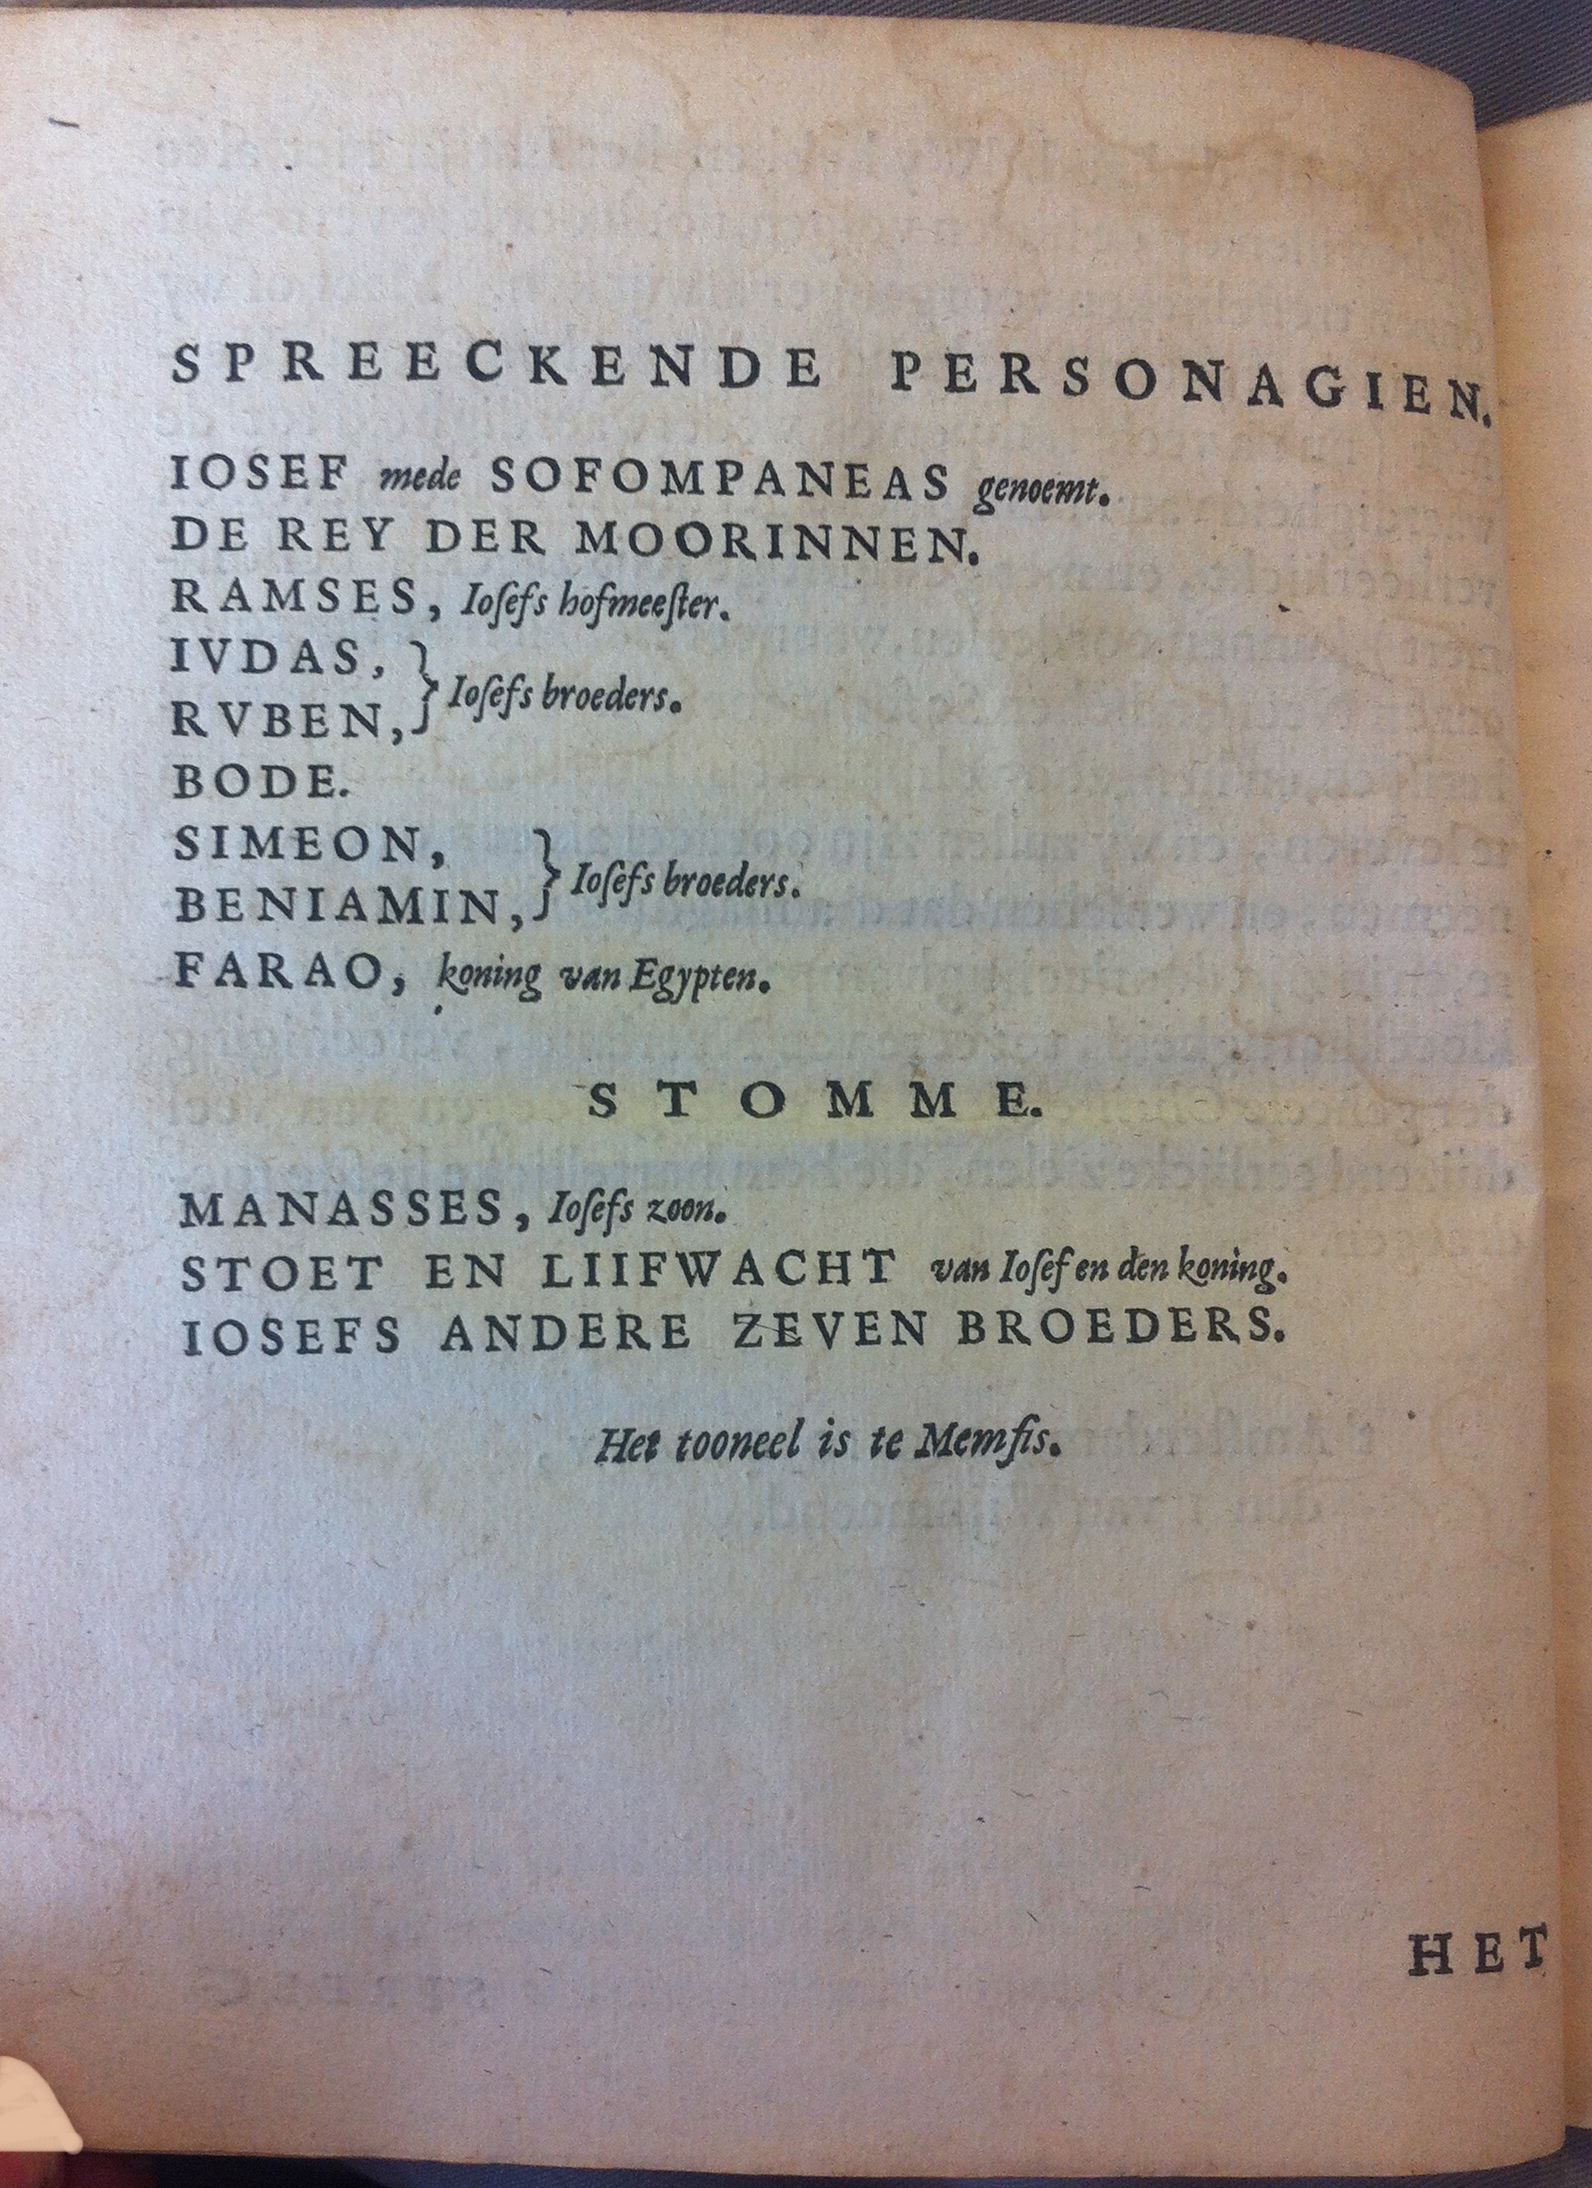 SPREECKENDE PERSONAGIEN.
IOSEF mede SOFOMPANEAS genoemt.
DE REY DER MOORINNEN.
RAMSES, Ioſefs hofmeeſter.
IVDAS,
RVBEN, } Ioſefs broeders.
BODE.
SIMEON,
BENIAMIN, } Ioſefs broeders.
FARAO, koning van Egypten.
STOMME.
MANASSES, Ioſefs zoon.
STOET EN LIIFWACHT van Ioſef en den koning.
IOSEFS ANDERE ZEVEN BROEDERS.
Het tooneel is te Memfis.
HET